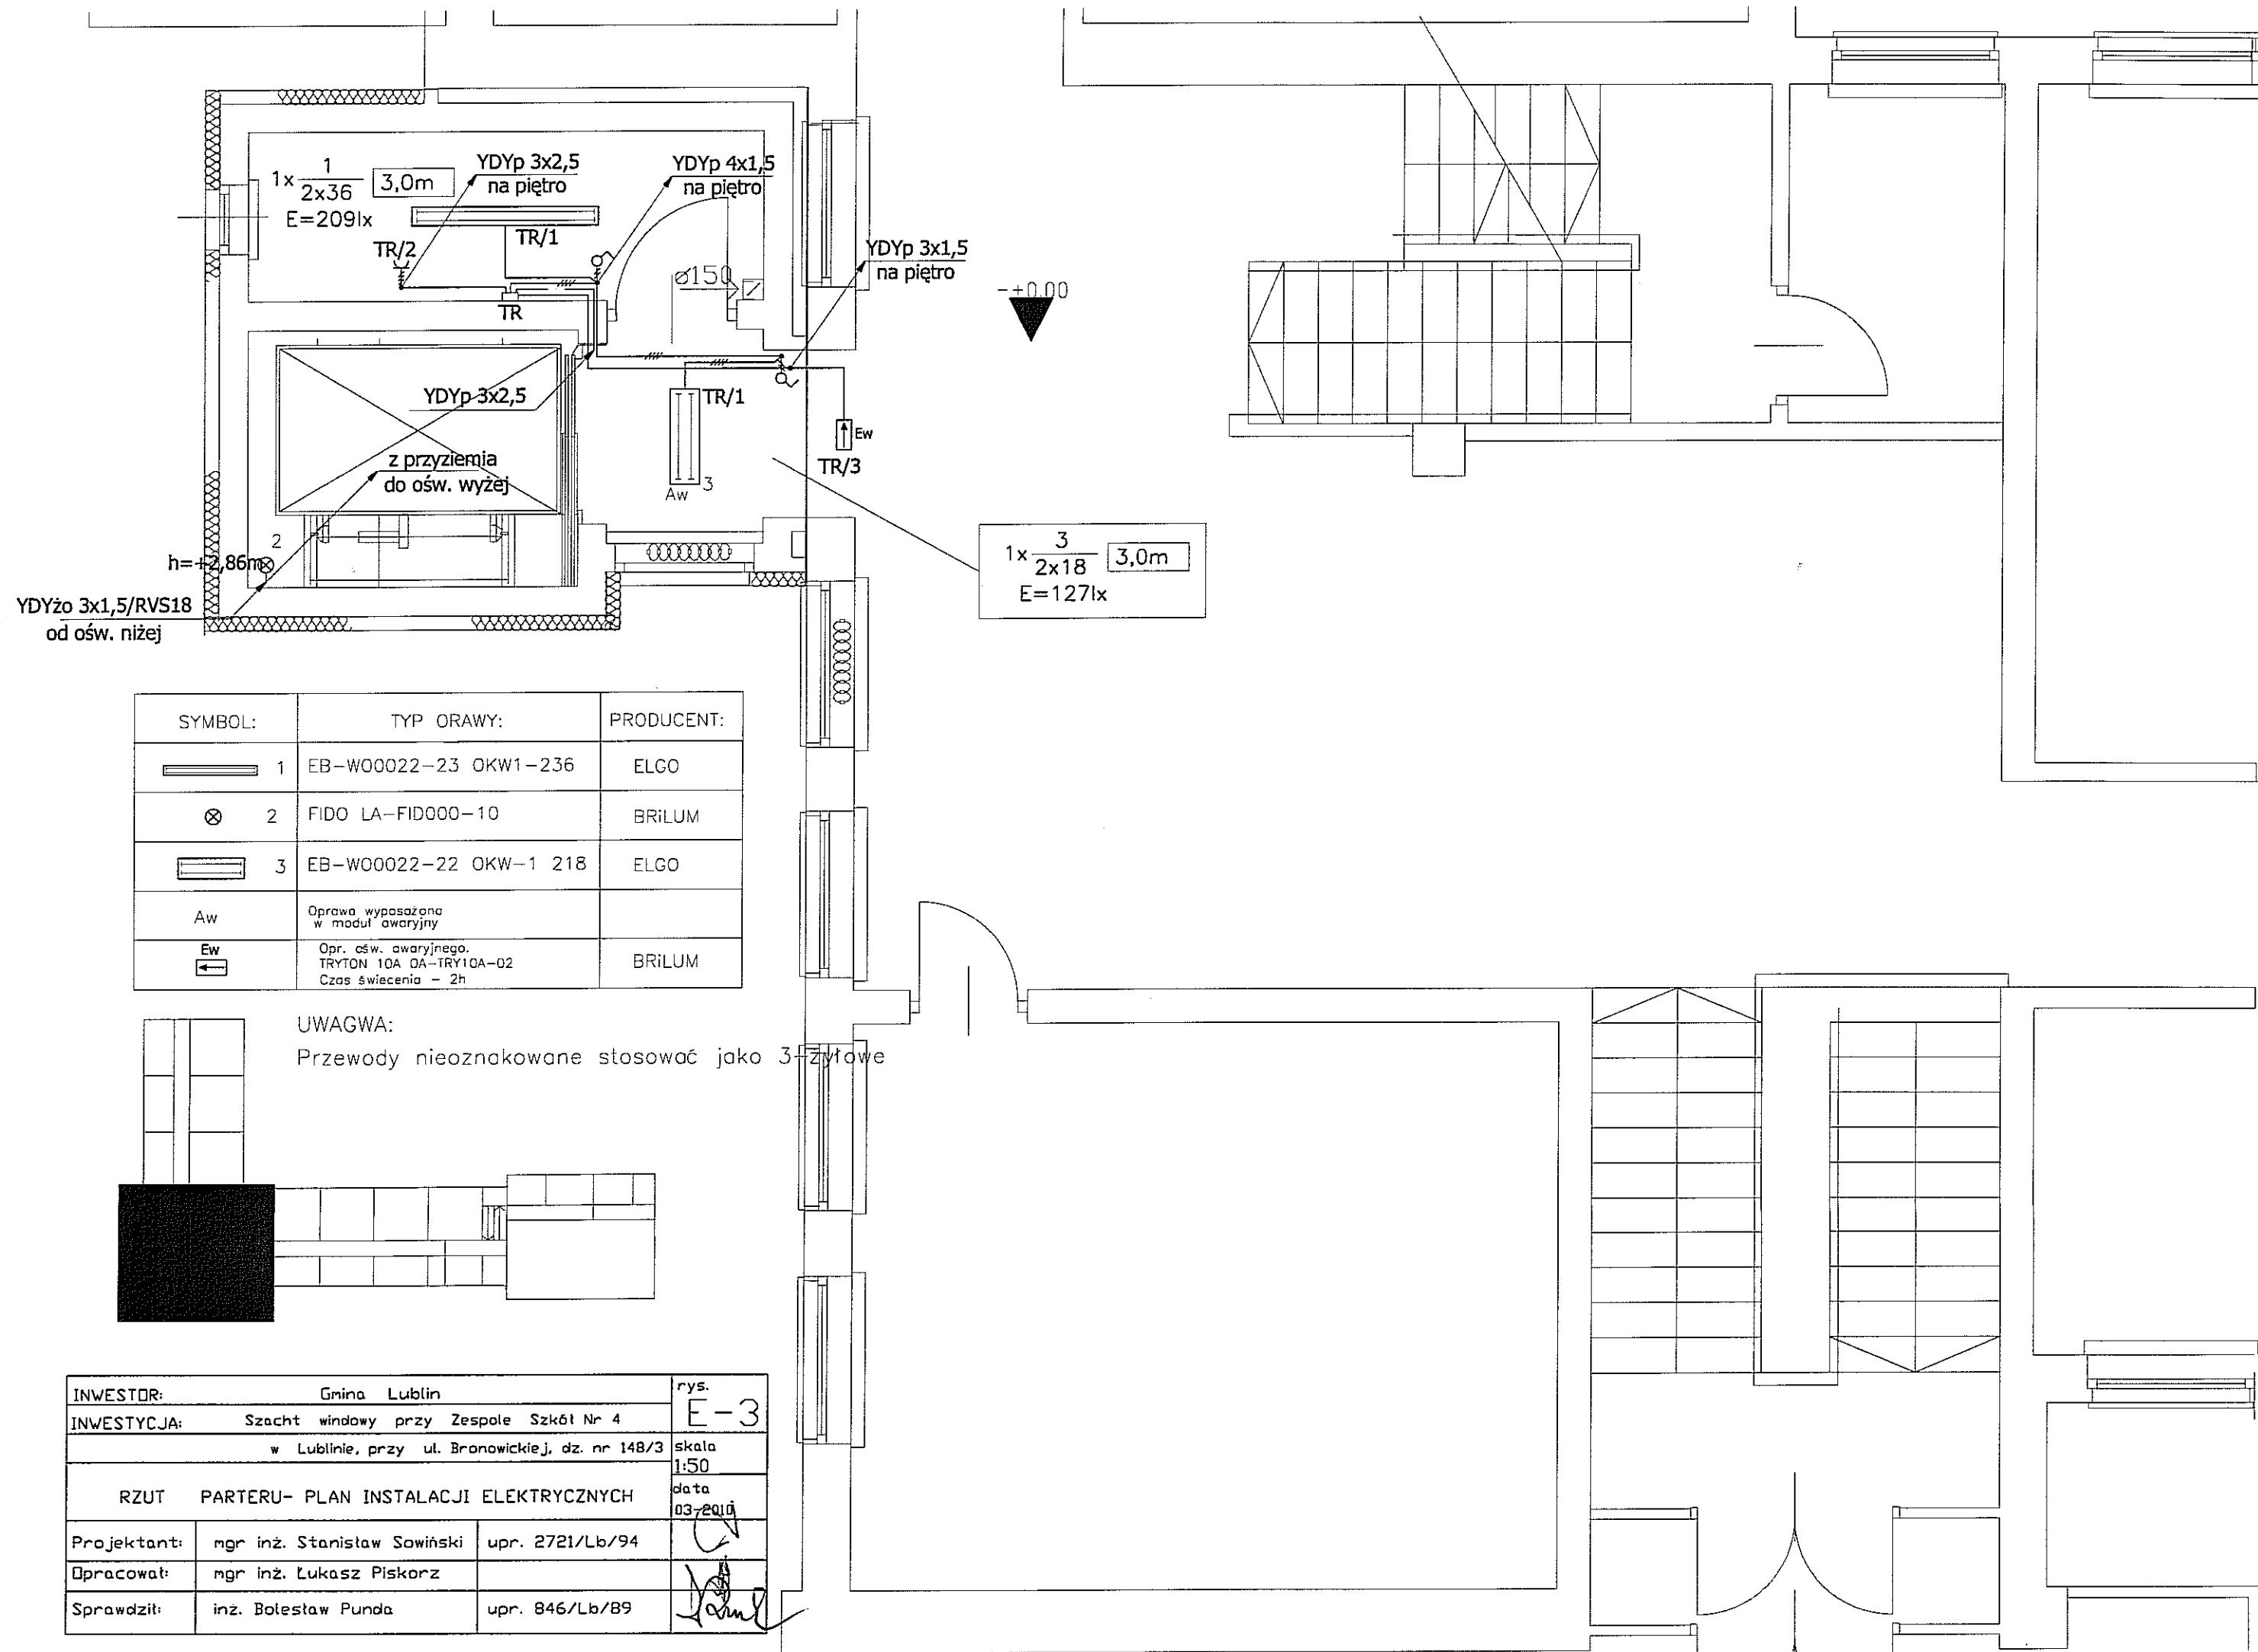 1x 1 3,0m
2x36
E=209lx
YDYp 3x2,5
na piętro
YDYp 4x1,5
na piętro
TR/1
TR/2
TR
YDYp 3x1,5
na piętro
ø150
-+0.00
YDYp 3x2,5
TR/1
Ew
TR/3
Aw 3
z przyziemia
do ośw. wyżej
2
h=+2,86m
YDYżo 3x1,5/RVS18
od ośw. niżej
1x 3 3,0m
2x18
E=127lx
SYMBOL: TYP ORAWY: PRODUCENT:
1 EB-W00022-23 OKW1-236 ELGO
2 FIDO LA-FID000-10 BRiLUM
3 EB-W00022-22 OKW-1 218 ELGO
Aw Oprawa wyposażona
w moduł awaryjny
Ew Opr. ośw. awaryjnego.
TRYTON 10A OA-TRY10A-02 BRiLUM
Czas świecenia - 2h
UWAGWA:
Przewody nieoznakowane stosować jako 3-żyłowe
INWESTOR: Gmina Lublin rys.
E-3
INWESTYCJA: Szacht windowy przy Zespole Szkół Nr 4
w Lublinie, przy ul. Bronowickiej, dz. nr 148/3 skala
1:50
RZUT PARTERU- PLAN INSTALACJI ELEKTRYCZNYCH data
03-2010
Projektant: mgr inż. Stanisław Sowiński upr. 2721/Lb/94
Opracował: mgr inż. Łukasz Piskorz
Sprawdził: inż. Bolesław Punda upr. 846/Lb/89